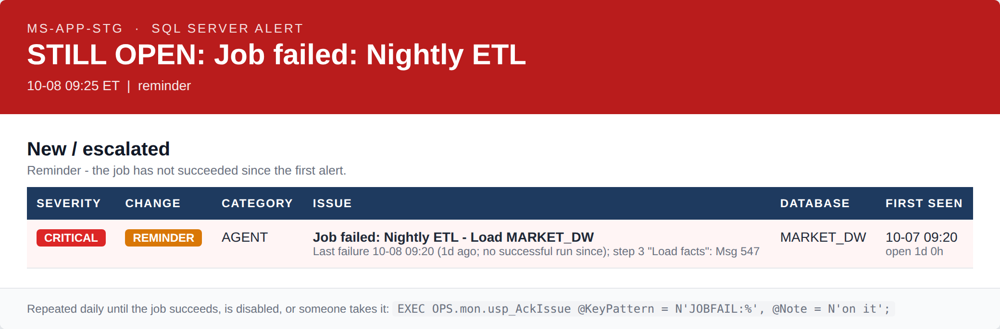 MS-APP-STG · SQL SERVER ALERT
STILL OPEN: Job failed: Nightly ETL
10-08 09:25 ET | reminder
New / escalated
Reminder - the job has not succeeded since the first alert.
SEVERITY CHANGE CATEGORY ISSUE DATABASE FIRST SEEN
CRITICAL REMINDER AGENT Job failed: Nightly ETL - Load MARKET_DW MARKET_DW 10-07 09:20
Last failure 10-08 09:20 (1d ago; no successful run since); step 3 "Load facts": Msg 547 open 1d 0h
Repeated daily until the job succeeds, is disabled, or someone takes it: EXEC OPS.mon.usp_AckIssue @KeyPattern = N'JOBFAIL:%', @Note = N'on it';